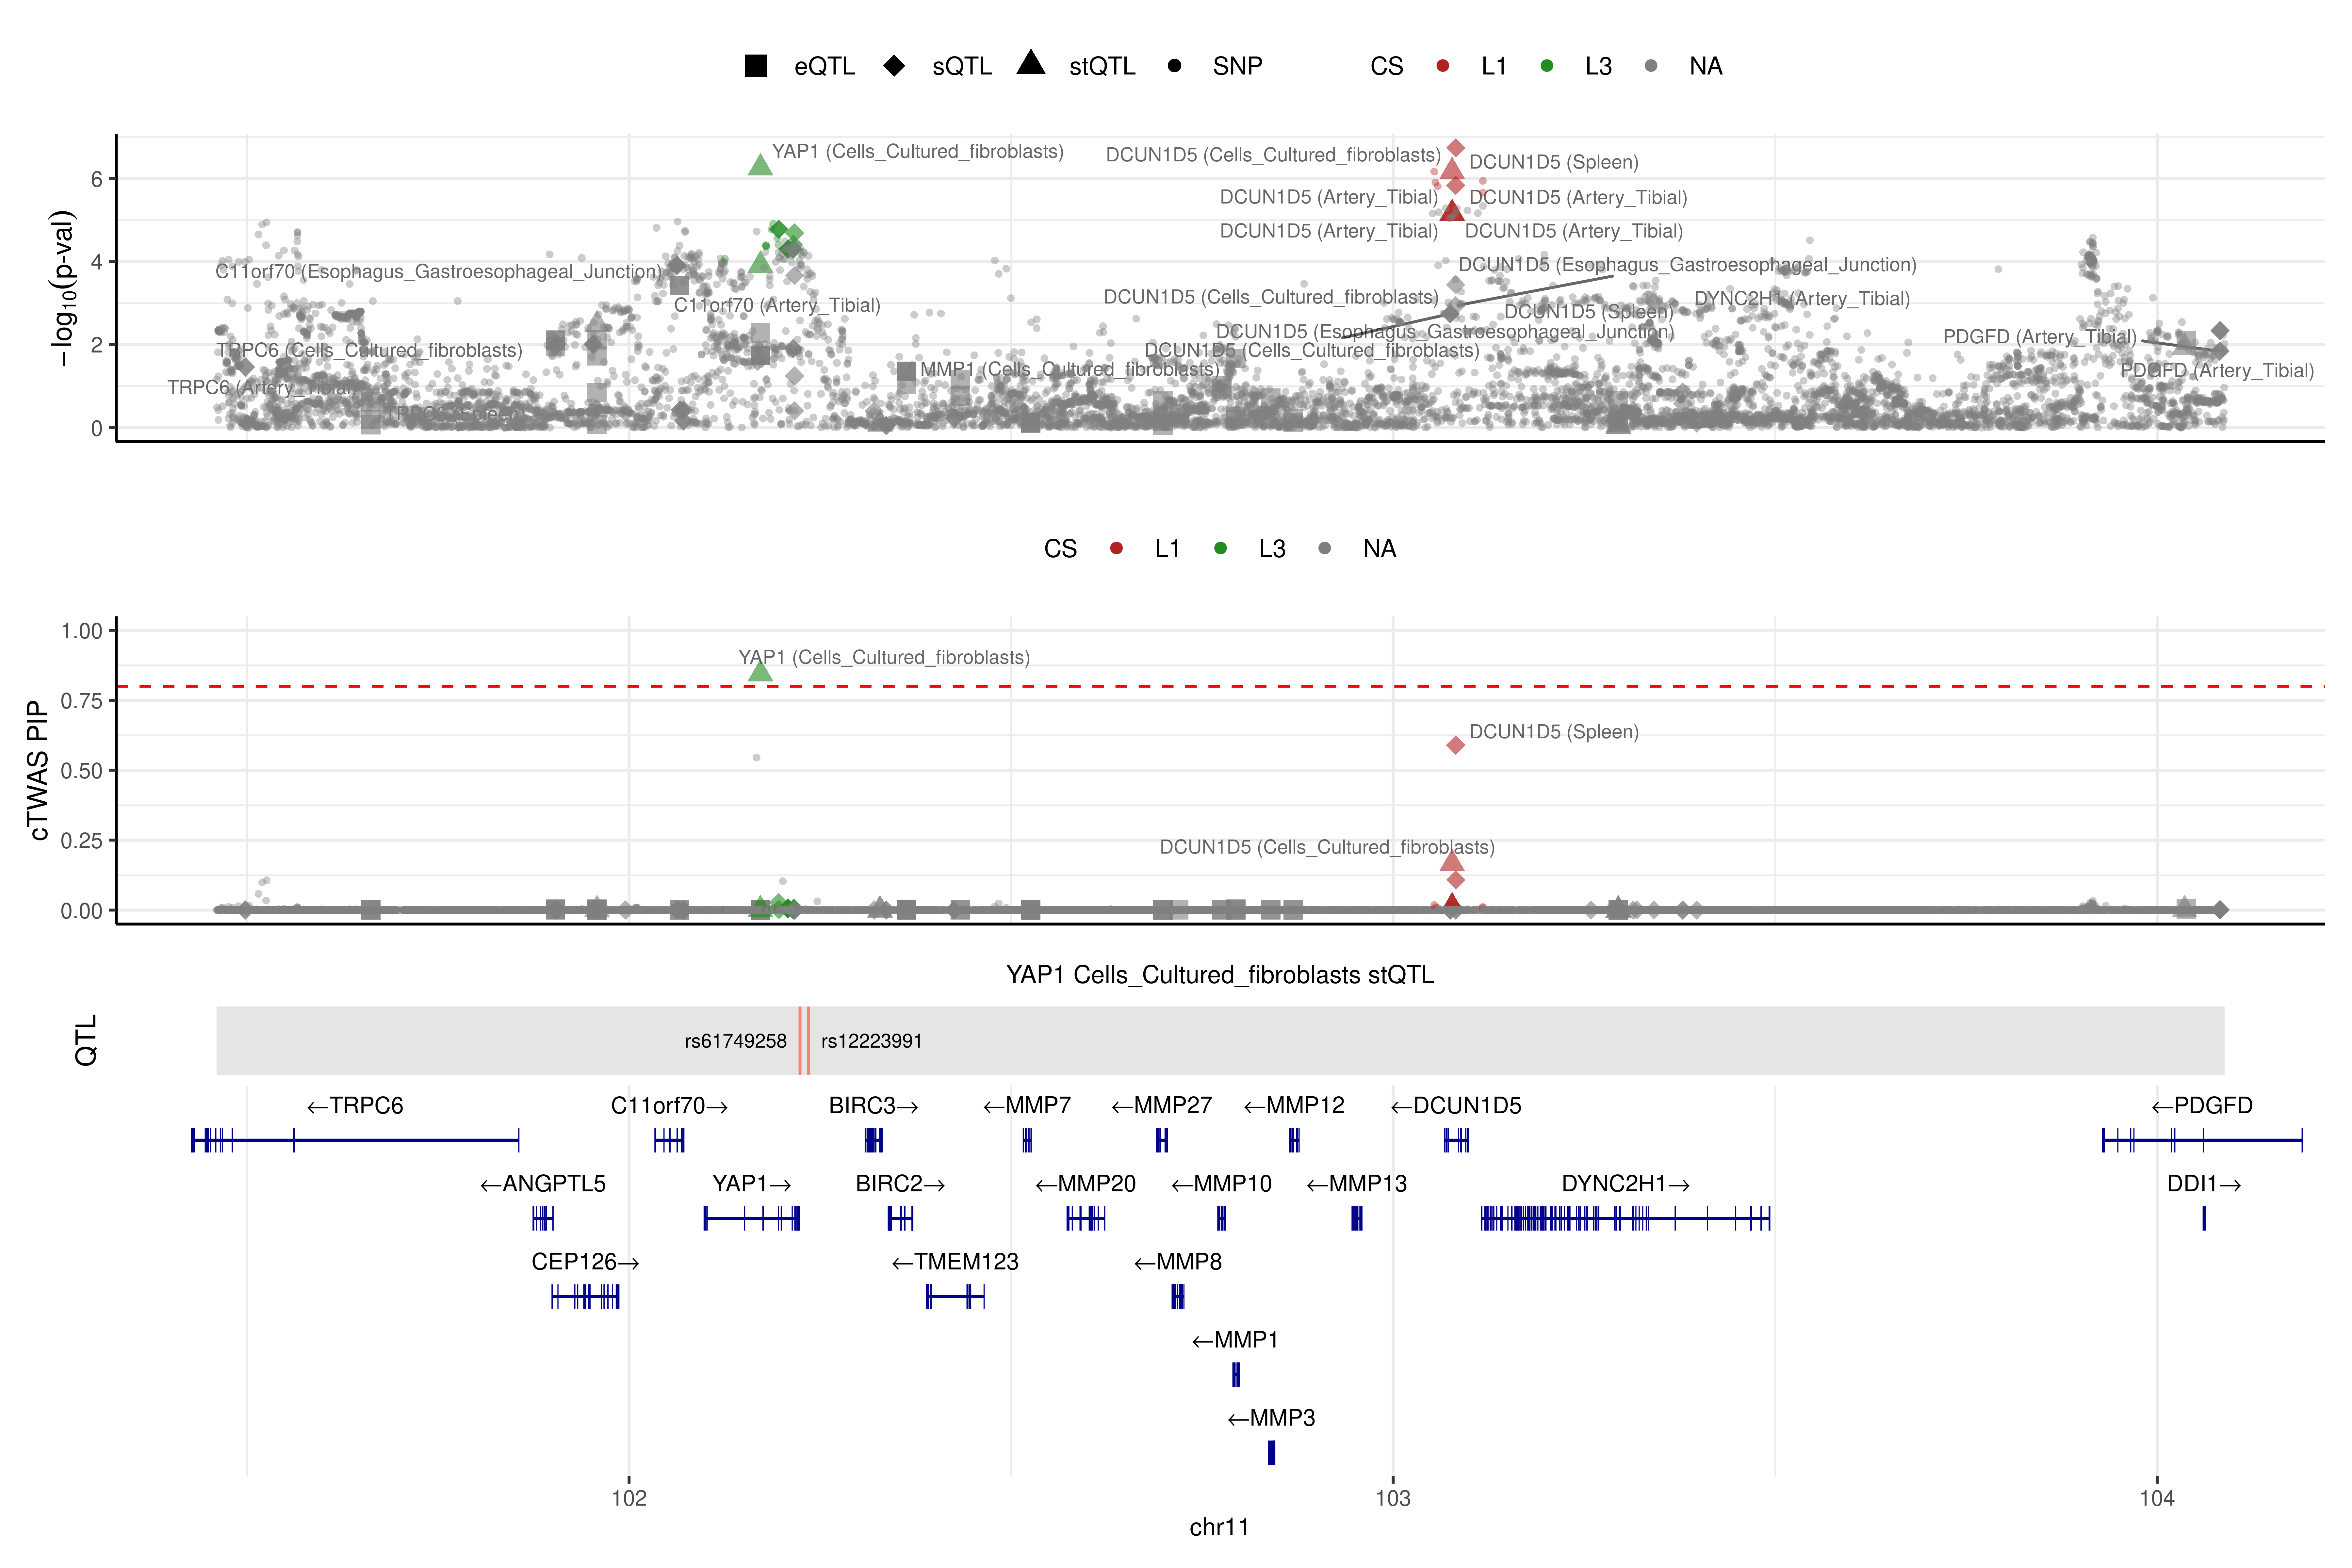 eQTL sQTL stQTL SNP CS L1 L3 NA
−log10(p-val)
6
4
2
0
YAP1 (Cells_Cultured_fibroblasts)
DCUN1D5 (Cells_Cultured_fibroblasts)
DCUN1D5 (Spleen)
DCUN1D5 (Artery_Tibial)
DCUN1D5 (Artery_Tibial)
DCUN1D5 (Artery_Tibial)
DCUN1D5 (Artery_Tibial)
C11orf70 (Esophagus_Gastroesophageal_Junction)
DCUN1D5 (Esophagus_Gastroesophageal_Junction)
C11orf70 (Artery_Tibial)
DCUN1D5 (Cells_Cultured_fibroblasts)
DYNC2H1 (Artery_Tibial)
DCUN1D5 (Spleen)
DCUN1D5 (Esophagus_Gastroesophageal_Junction)
PDGFD (Artery_Tibial)
TRPC6 (Cells_Cultured_fibroblasts)
DCUN1D5 (Cells_Cultured_fibroblasts)
MMP1 (Cells_Cultured_fibroblasts)
PDGFD (Artery_Tibial)
TRPC6 (Artery_Tibial)
TRPC6 (Spleen)
CS L1 L3 NA
cTWAS PIP
1.00
0.75
0.50
0.25
0.00
YAP1 (Cells_Cultured_fibroblasts)
DCUN1D5 (Spleen)
DCUN1D5 (Cells_Cultured_fibroblasts)
YAP1 Cells_Cultured_fibroblasts stQTL
QTL
rs61749258 rs12223991
←TRPC6 C11orf70→ BIRC3→ ←MMP7 ←MMP27 ←MMP12 ←DCUN1D5 ←PDGFD
←ANGPTL5 YAP1→ BIRC2→ ←MMP20 ←MMP10 ←MMP13 DYNC2H1→ DDI1→
CEP126→ ←TMEM123 ←MMP8
←MMP1
←MMP3
102 103 104
chr11